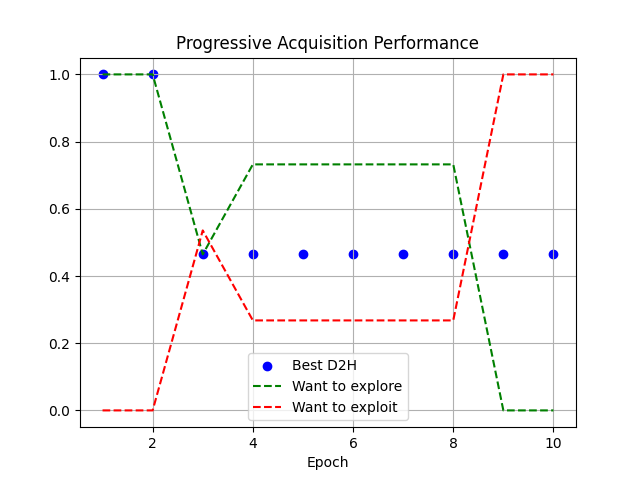 Progressive Acquisition Performance
1.0
0.8
0.6
0.4
0.2
0.0
Best D2H
Want to explore
Want to exploit
2 4 6 8 10
Epoch